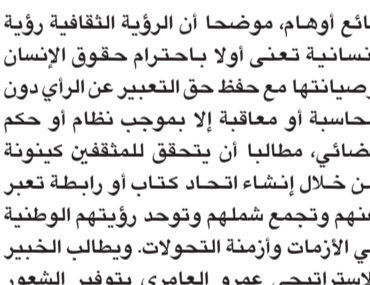 ائع أوهام، موضحا أن الرؤية الثقافية رؤية
نسانية تعنى أولا باحترام حقوق الإنسان
صيانتها مع حفظ حق التعبير عن الرأي دون
حاسبة أو معاقبة إلا بموجب نظام أو حكم
ضائي، مطالبا أن يتحقق للمثقفين كينونة
ـن خلال إنشاء اتحاد كتاب أو رابطة تعبر
نهم وتجمع شملهم وتوحد رؤيتهم الوطنية
ي الأزمات وأزمنة التحولات. ويطالب الخبير
لاستراتيجي عمرو العامري بتوفير الشعور